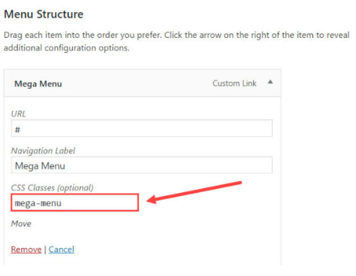 Menu Structure
Drag each item into the order you prefer. Click the arrow on the right of the item to reveal
additional configuration options.
Mega Menu Custom Link
URL
#
Navigation Label
Mega Menu
CSS Classes (optional)
mega-menu
Move
Remove | Cancel